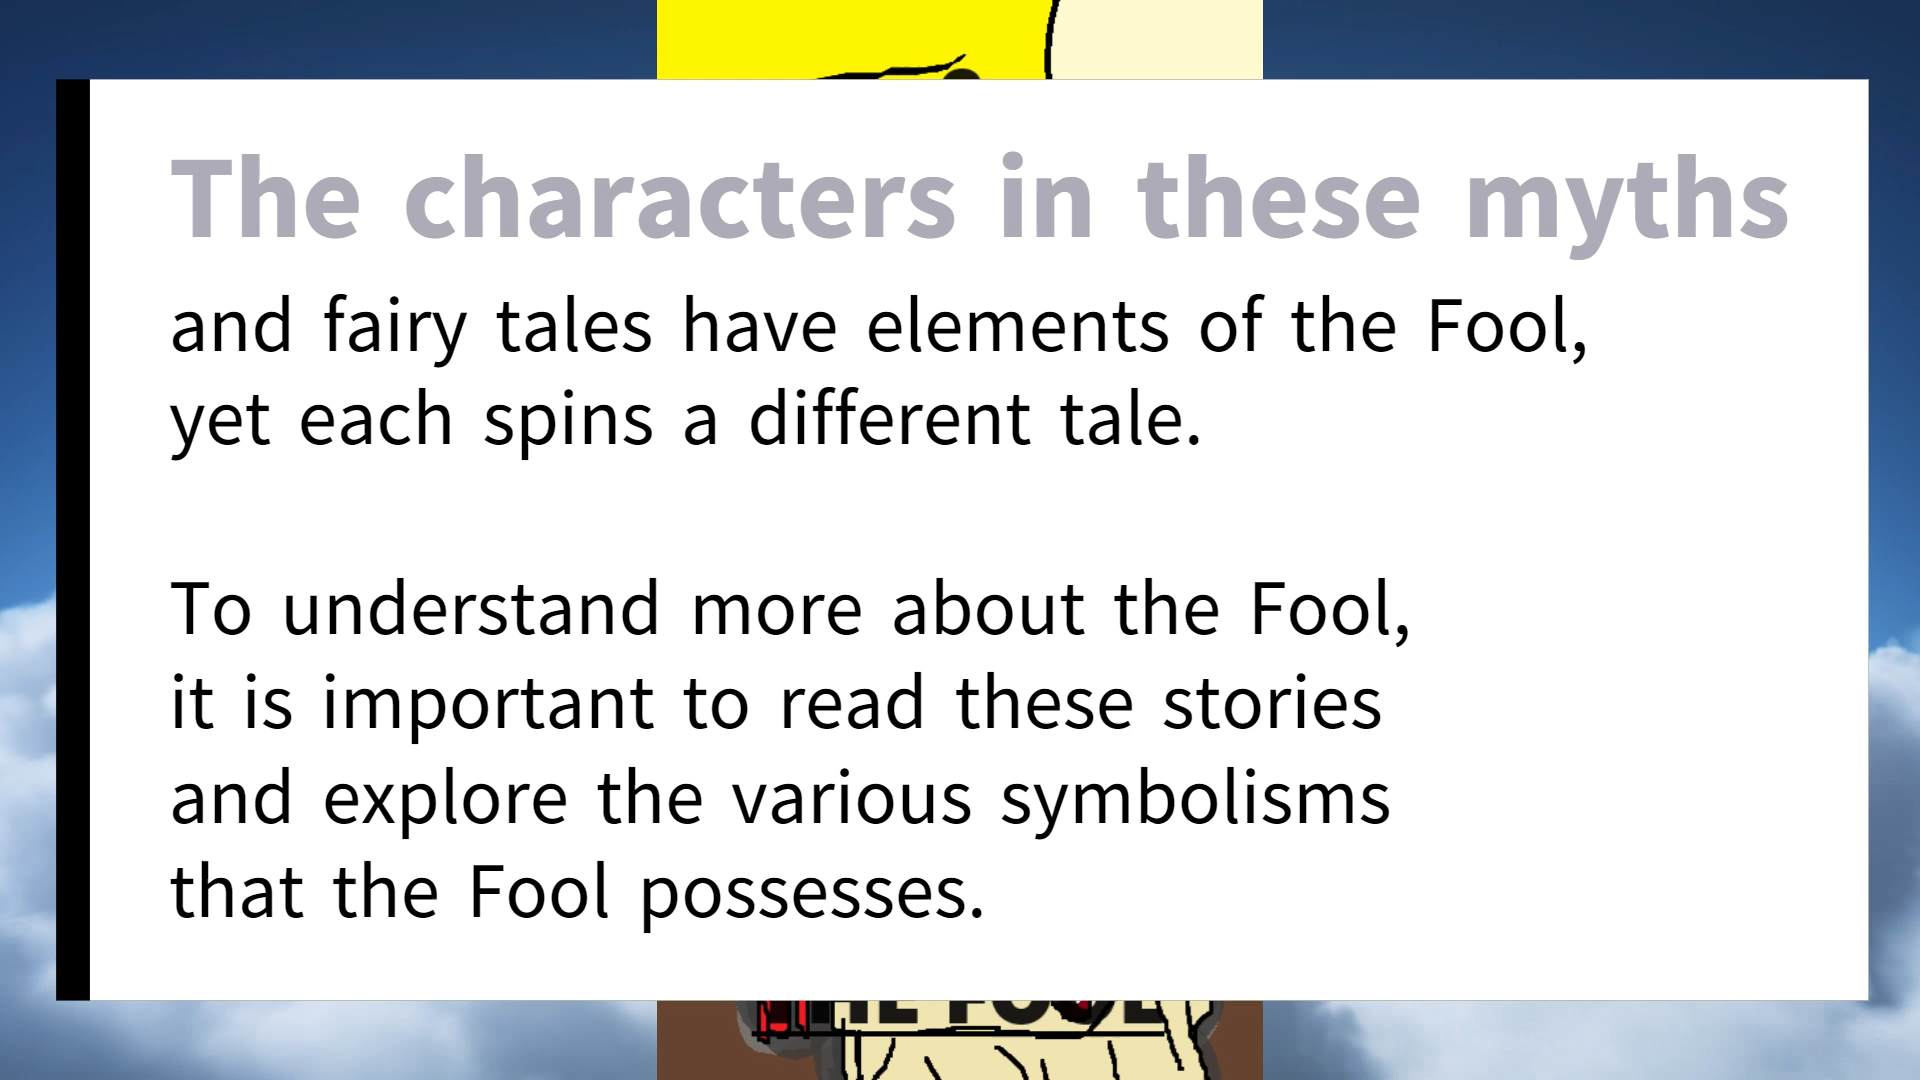 The characters in these myths
and fairy tales have elements of the Fool,
yet each spins a different tale.
To understand more about the Fool,
it is important to read these stories
and explore the various symbolisms
that the Fool possesses.
THE FOOL